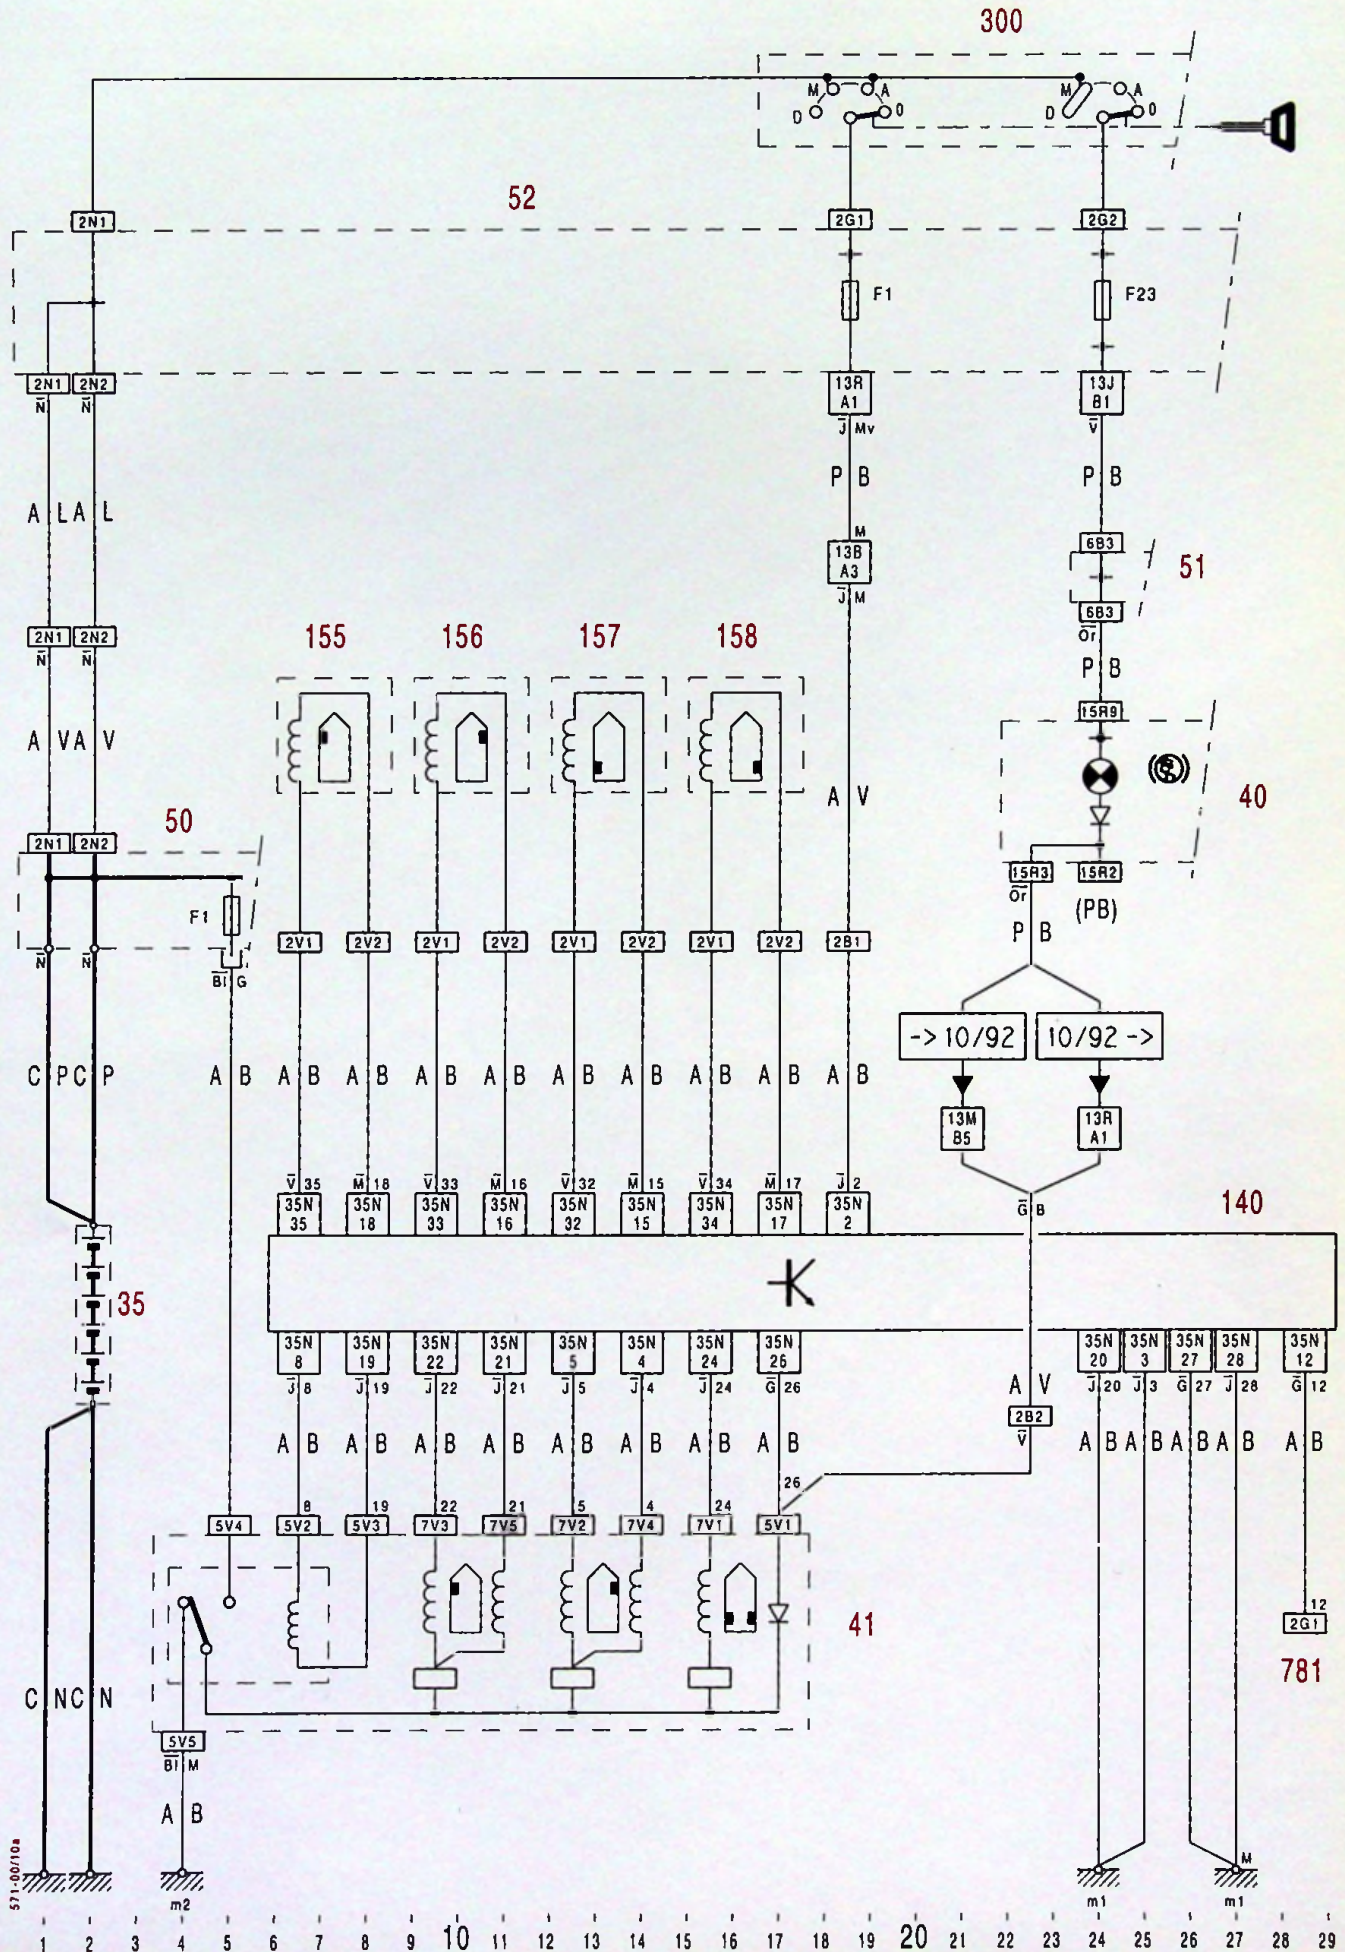 300
M A M A
D 0 D 0
52
2N1 2G1 2G2
F1 F23
2N1 2N2 13R A1 13J B1
N N J Mv V
A L A L P B P B
M 6B3
13B A3 51
J M 6B3
2N1 2N2 155 156 157 158 Or
N N P B
15R9
A V A V A V 40
50
2N1 2N2 15R3 15R2
F1 Or (PB)
2V1 2V2 2V1 2V2 2V1 2V2 2V1 2V2 2B1 P B
N N BI G
-> 10/92 10/92 ->
C P C P A B A B A B A B A B A B A B A B A B A B
13M B5 13R A1
V 35 M 18 V 33 M 16 V 32 M 15 V 34 M 17 J 2
35N 35 35N 18 35N 33 35N 16 35N 32 35N 15 35N 34 35N 17 35N 2 G B 140
35
35N 8 35N 19 35N 22 35N 21 35N 5 35N 4 35N 24 35N 26 35N 20 35N 3 35N 27 35N 28 35N 12
J 8 J 19 J 22 J 21 J 5 J 4 J 24 G 26 A V J 20 J 3 G 27 J 28 G 12
2B2
V
A B A B A B A B A B A B A B A B A B A B A B A B A B
26
8 19 22 21 5 4 24
5V4 5V2 5V3 7V3 7V5 7V2 7V4 7V1 5V1
41
12
2G1
781
C N C N
5V5
BI M
A B
M
m2 m1 m1
571-00/10a
1 2 3 4 5 6 7 8 9 10 11 12 13 14 15 16 17 18 19 20 21 22 23 24 25 26 27 28 29